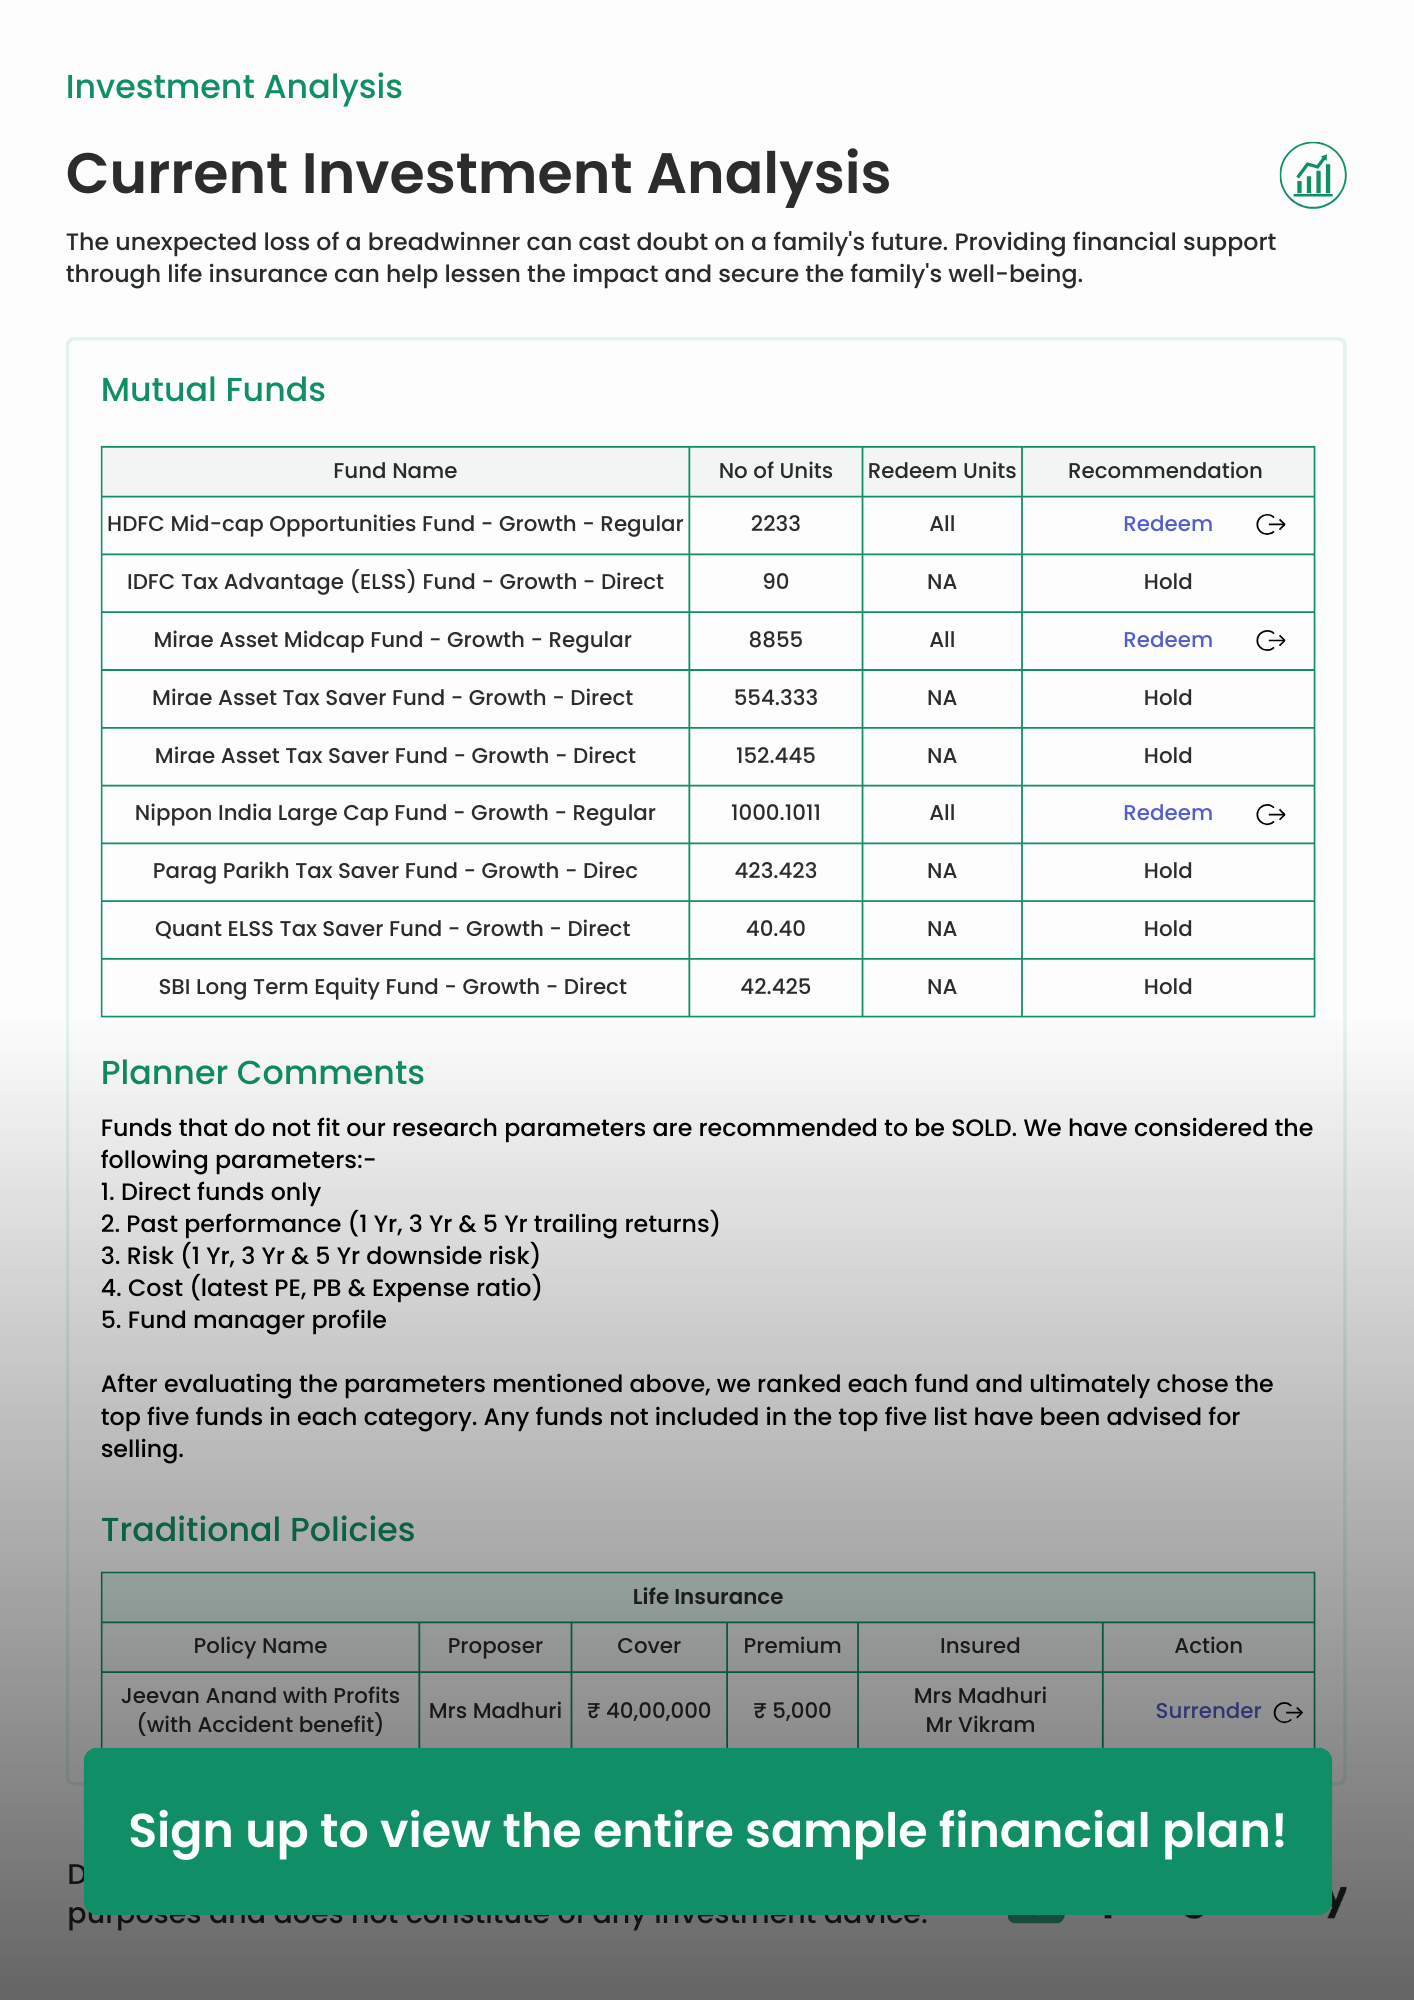 Investment Analysis
Current Investment Analysis
The unexpected loss of a breadwinner can cast doubt on a family's future. Providing financial support
through life insurance can help lessen the impact and secure the family's well-being.
Mutual Funds
Fund Name No of Units Redeem Units Recommendation
HDFC Mid-cap Opportunities Fund - Growth - Regular 2233 All Redeem
IDFC Tax Advantage (ELSS) Fund - Growth - Direct 90 NA Hold
Mirae Asset Midcap Fund - Growth - Regular 8855 All Redeem
Mirae Asset Tax Saver Fund - Growth - Direct 554.333 NA Hold
Mirae Asset Tax Saver Fund - Growth - Direct 152.445 NA Hold
Nippon India Large Cap Fund - Growth - Regular 1000.1011 All Redeem
Parag Parikh Tax Saver Fund - Growth - Direc 423.423 NA Hold
Quant ELSS Tax Saver Fund - Growth - Direct 40.40 NA Hold
SBI Long Term Equity Fund - Growth - Direct 42.425 NA Hold
Planner Comments
Funds that do not fit our research parameters are recommended to be SOLD. We have considered the
following parameters:-
1. Direct funds only
2. Past performance (1 Yr, 3 Yr & 5 Yr trailing returns)
3. Risk (1 Yr, 3 Yr & 5 Yr downside risk)
4. Cost (latest PE, PB & Expense ratio)
5. Fund manager profile
After evaluating the parameters mentioned above, we ranked each fund and ultimately chose the
top five funds in each category. Any funds not included in the top five list have been advised for
selling.
Traditional Policies
Life Insurance
Policy Name Proposer Cover Premium Insured Action
Jeevan Anand with Profits
(with Accident benefit) Mrs Madhuri ₹ 40,00,000 ₹ 5,000 Mrs Madhuri
Mr Vikram Surrender
Sign up to view the entire sample financial plan!
purposes and does not constitute of any investment advice.